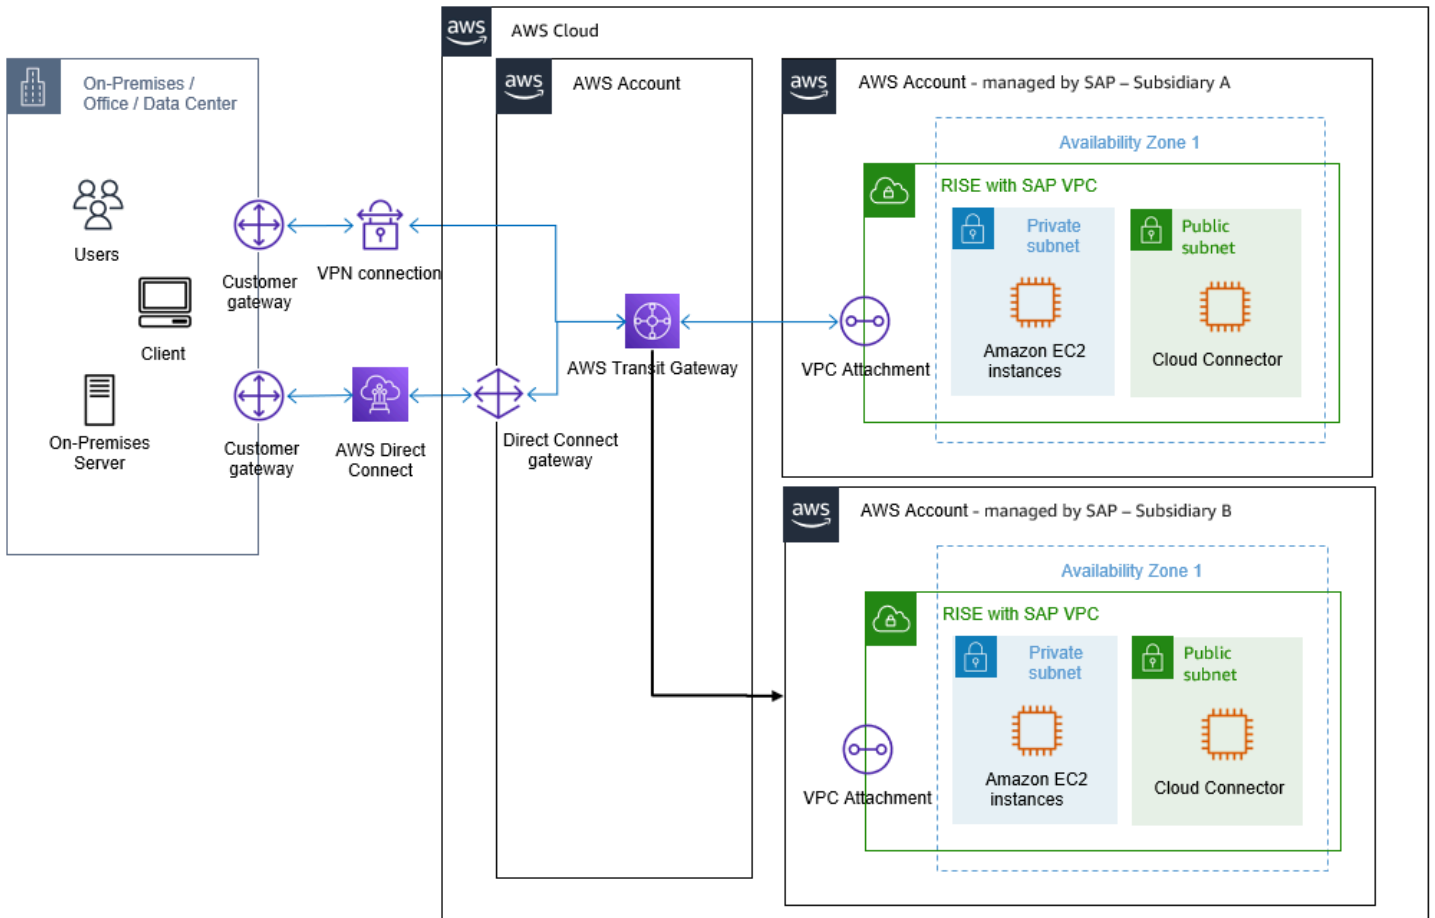 aws
AWS Cloud
On-Premises /
Office / Data Center
aws
AWS Account
aws
AWS Account - managed by SAP – Subsidiary A
Availability Zone 1
RISE with SAP VPC
Private
subnet
Public
subnet
Users
Customer
gateway
VPN connection
Client
Amazon EC2
instances
Cloud Connector
AWS Transit Gateway
VPC Attachment
On-Premises
Server
Customer
gateway
AWS Direct
Connect
Direct Connect
gateway
aws
AWS Account - managed by SAP – Subsidiary B
Availability Zone 1
RISE with SAP VPC
Private
subnet
Public
subnet
Amazon EC2
instances
Cloud Connector
VPC Attachment